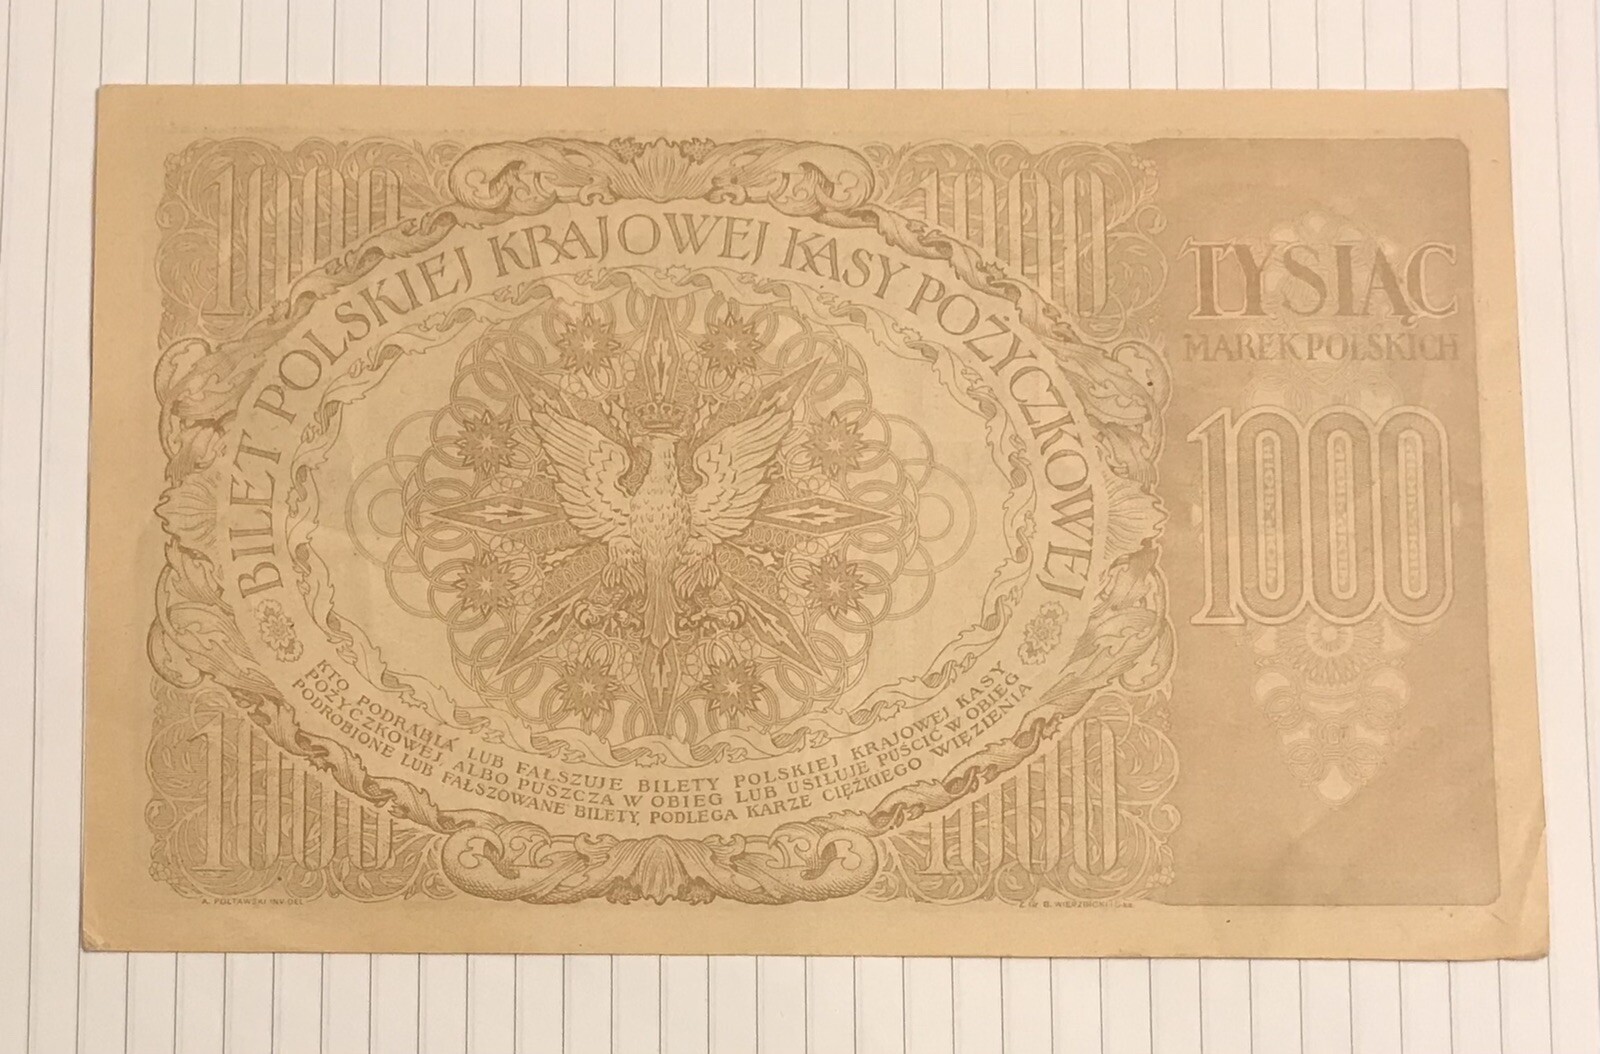 1000
1000
BILET POLSKIEJ KRAJOWEJ KASY POŻYCZKOWEJ
TYSIĄC
MAREK POLSKICH
1000
KTO PODRABIA LUB FAŁSZUJE BILETY POLSKIEJ KRAJOWEJ KASY
POŻYCZKOWEJ, ALBO PUSZCZA W OBIEG LUB USIŁUJE PUŚCIĆ W OBIEG
PODROBIONE LUB FAŁSZOWANE BILETY, PODLEGA KARZE CIĘŻKIEGO WIĘZIENIA
1000
1000
A. PÓŁTAWSKI INV. DEL.
B. WIERZBICKI